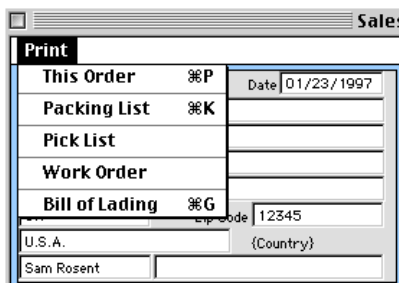 Sales
Print
This Order ⌘P
Date 01/23/1997
Packing List ⌘K
Pick List
Work Order
Bill of Lading ⌘G
Code 12345
U.S.A. {Country}
Sam Rosent